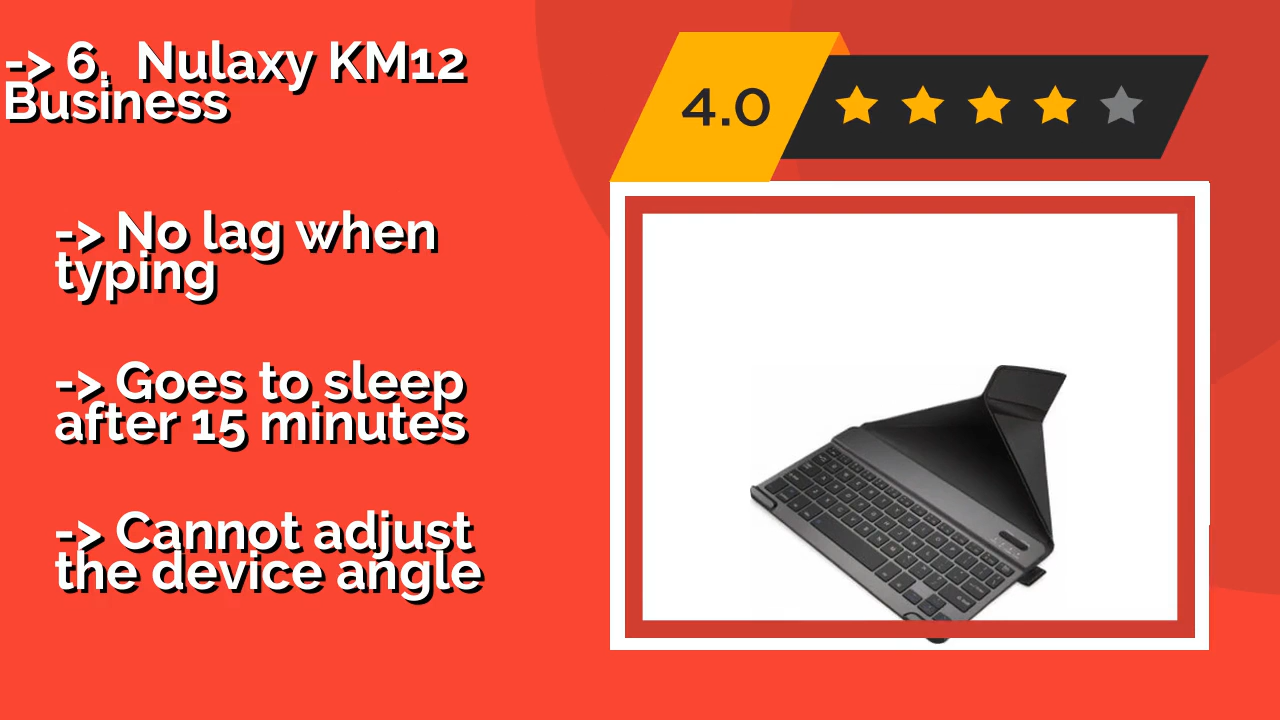 -> 6.  Nulaxy KM12
Business
4.0
-> No lag when
typing
-> Goes to sleep
after 15 minutes
-> Cannot adjust
the device angle